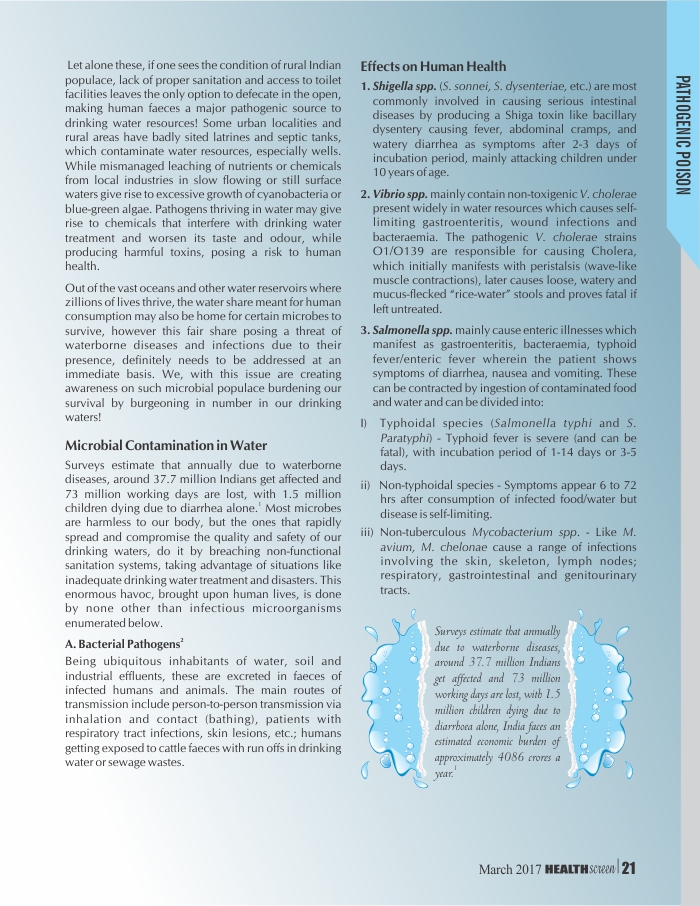 Let alone these, if one sees the condition of rural Indian
populace, lack of proper sanitation and access to toilet
facilities leaves the only option to defecate in the open,
making human faeces a major pathogenic source to
drinking water resources! Some urban localities and
rural areas have badly sited latrines and septic tanks,
which contaminate water resources, especially wells.
While mismanaged leaching of nutrients or chemicals
from local industries in slow flowing or still surface
waters give rise to excessive growth of cyanobacteria or
blue-green algae. Pathogens thriving in water may give
rise to chemicals that interfere with drinking water
treatment and worsen its taste and odour, while
producing harmful toxins, posing a risk to human
health.
Out of the vast oceans and other water reservoirs where
zillions of lives thrive, the water share meant for human
consumption may also be home for certain microbes to
survive, however this fair share posing a threat of
waterborne diseases and infections due to their
presence, definitely needs to be addressed at an
immediate basis. We, with this issue are creating
awareness on such microbial populace burdening our
survival by burgeoning in number in our drinking
waters!
Microbial Contamination in Water
Surveys estimate that annually due to waterborne
diseases, around 37.7 million Indians get affected and
73 million working days are lost, with 1.5 million
children dying due to diarrhea alone.1 Most microbes
are harmless to our body, but the ones that rapidly
spread and compromise the quality and safety of our
drinking waters, do it by breaching non-functional
sanitation systems, taking advantage of situations like
inadequate drinking water treatment and disasters. This
enormous havoc, brought upon human lives, is done
by none other than infectious microorganisms
enumerated below.
A. Bacterial Pathogens2
Being ubiquitous inhabitants of water, soil and
industrial effluents, these are excreted in faeces of
infected humans and animals. The main routes of
transmission include person-to-person transmission via
inhalation and contact (bathing), patients with
respiratory tract infections, skin lesions, etc.; humans
getting exposed to cattle faeces with run offs in drinking
water or sewage wastes.
Effects on Human Health
1. Shigella spp. (S. sonnei, S. dysenteriae, etc.) are most
commonly involved in causing serious intestinal
diseases by producing a Shiga toxin like bacillary
dysentery causing fever, abdominal cramps, and
watery diarrhea as symptoms after 2-3 days of
incubation period, mainly attacking children under
10 years of age.
2. Vibrio spp. mainly contain non-toxigenic V. cholerae
present widely in water resources which causes self-
limiting gastroenteritis, wound infections and
bacteraemia. The pathogenic V. cholerae strains
O1/O139 are responsible for causing Cholera,
which initially manifests with peristalsis (wave-like
muscle contractions), later causes loose, watery and
mucus-flecked “rice-water” stools and proves fatal if
left untreated.
3. Salmonella spp. mainly cause enteric illnesses which
manifest as gastroenteritis, bacteraemia, typhoid
fever/enteric fever wherein the patient shows
symptoms of diarrhea, nausea and vomiting. These
can be contracted by ingestion of contaminated food
and water and can be divided into:
I) Typhoidal species (Salmonella typhi and S.
Paratyphi) - Typhoid fever is severe (and can be
fatal), with incubation period of 1-14 days or 3-5
days.
ii) Non-typhoidal species - Symptoms appear 6 to 72
hrs after consumption of infected food/water but
disease is self-limiting.
iii) Non-tuberculous Mycobacterium spp. - Like M.
avium, M. chelonae cause a range of infections
involving the skin, skeleton, lymph nodes;
respiratory, gastrointestinal and genitourinary
tracts.
Surveys estimate that annually
due to waterborne diseases,
around 37.7 million Indians
get affected and 73 million
working days are lost, with 1.5
million children dying due to
diarrhoea alone, India faces an
estimated economic burden of
approximately 4086 crores a
year.1
PATHOGENIC POISON
March 2017 HEALTHscreen 21